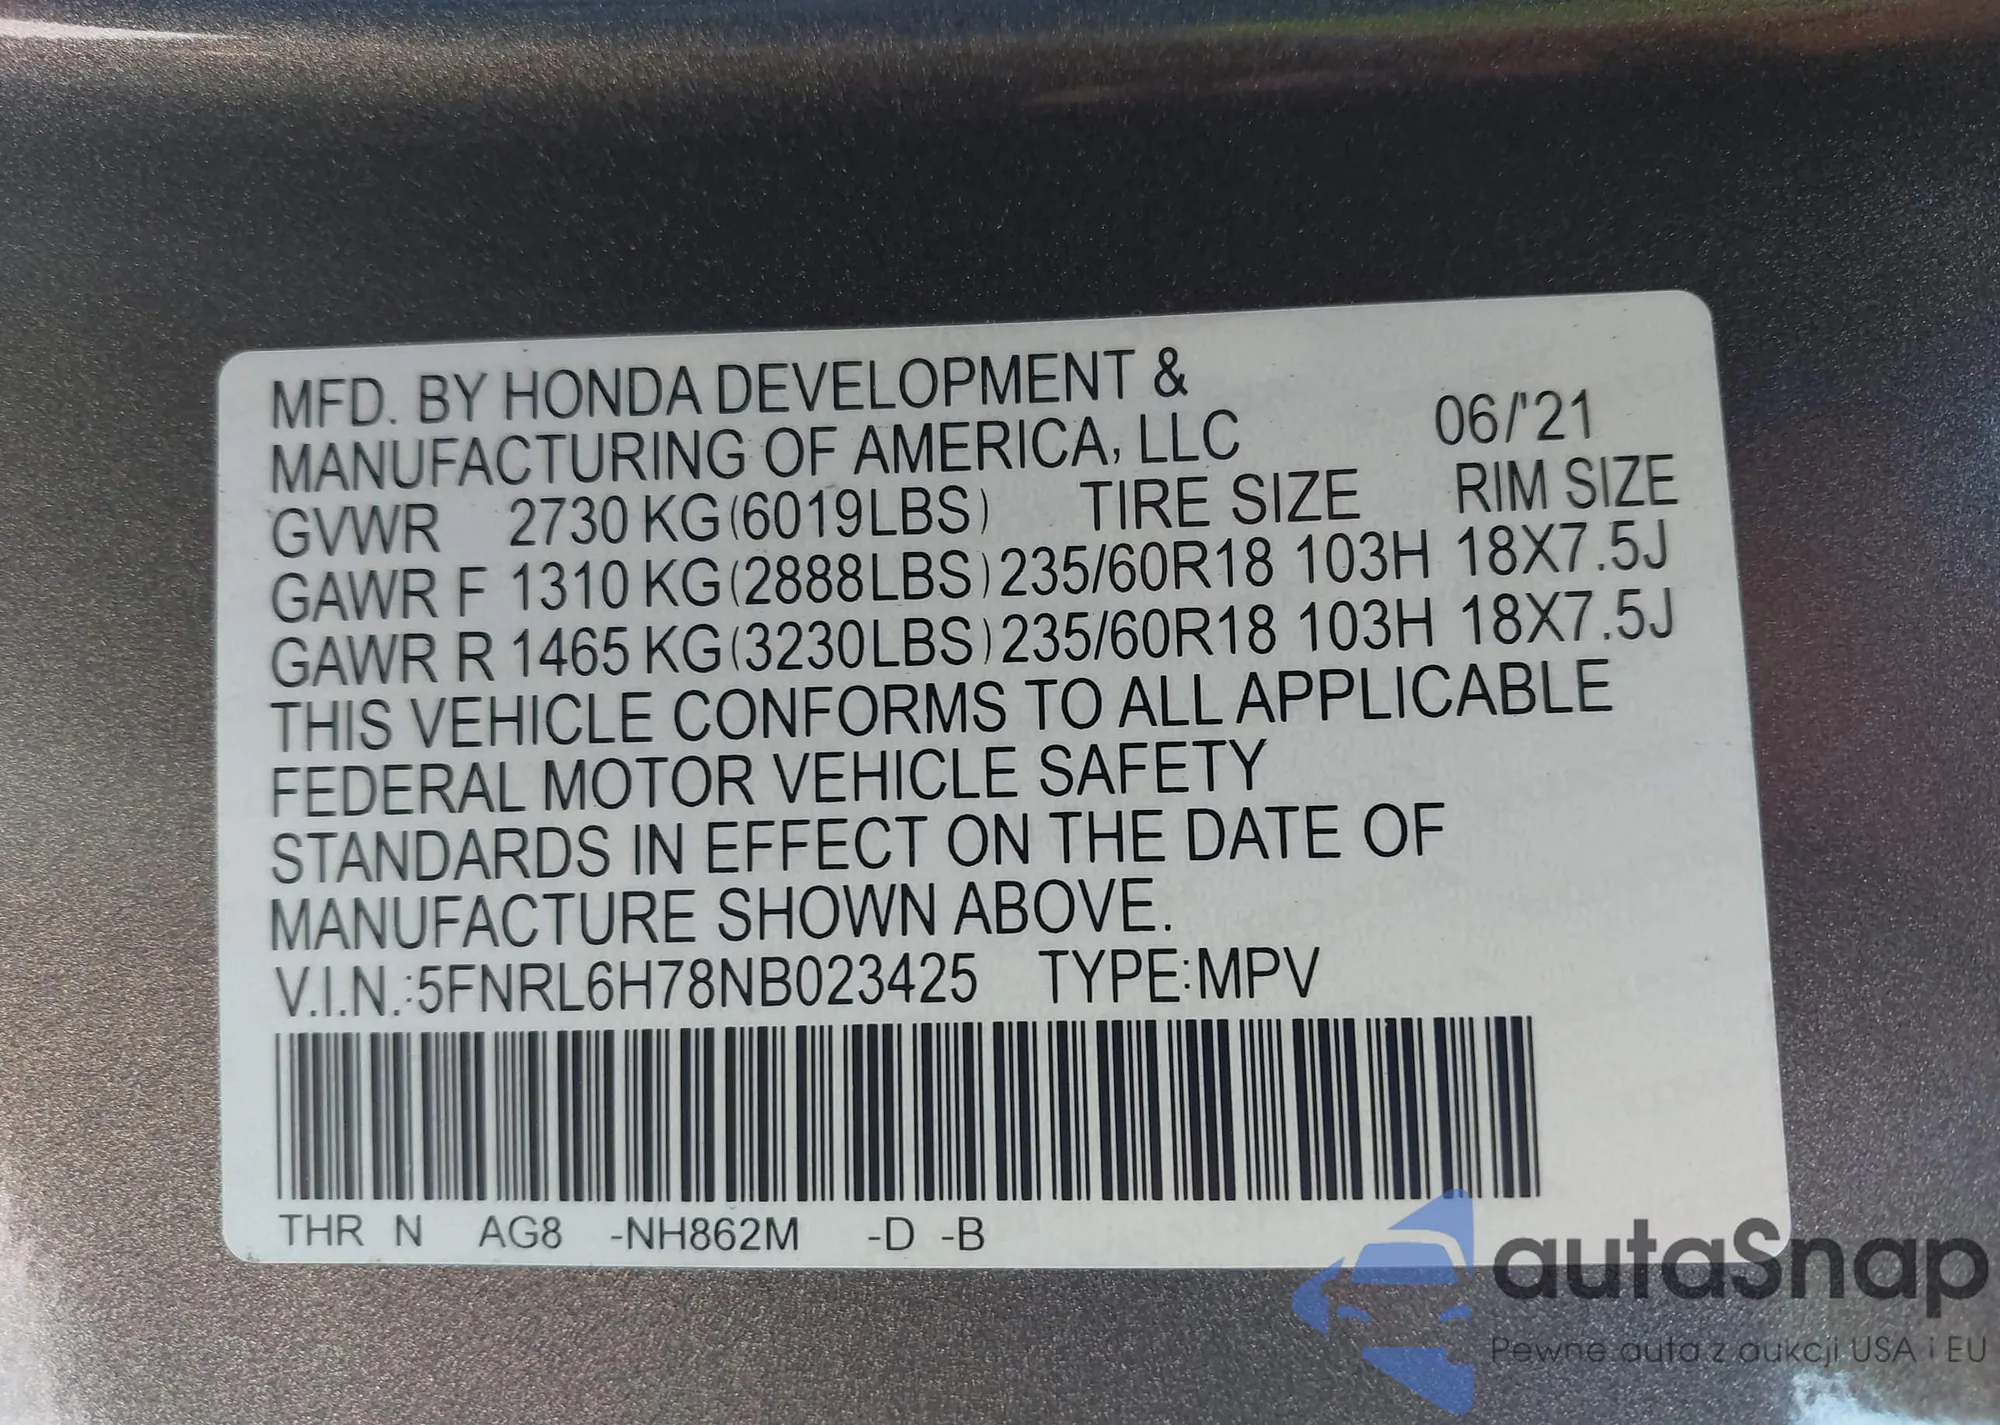 MFD. BY HONDA DEVELOPMENT &
MANUFACTURING OF AMERICA, LLC 06/'21
GVWR 2730 KG (6019LBS) TIRE SIZE RIM SIZE
GAWR F 1310 KG (2888LBS) 235/60R18 103H 18X7.5J
GAWR R 1465 KG (3230LBS) 235/60R18 103H 18X7.5J
THIS VEHICLE CONFORMS TO ALL APPLICABLE
FEDERAL MOTOR VEHICLE SAFETY
STANDARDS IN EFFECT ON THE DATE OF
MANUFACTURE SHOWN ABOVE.
V.I.N.:5FNRL6H78NB023425 TYPE:MPV
THR N AG8 -NH862M -D -B
autaSnap
Pewne auta z aukcji USA i EU